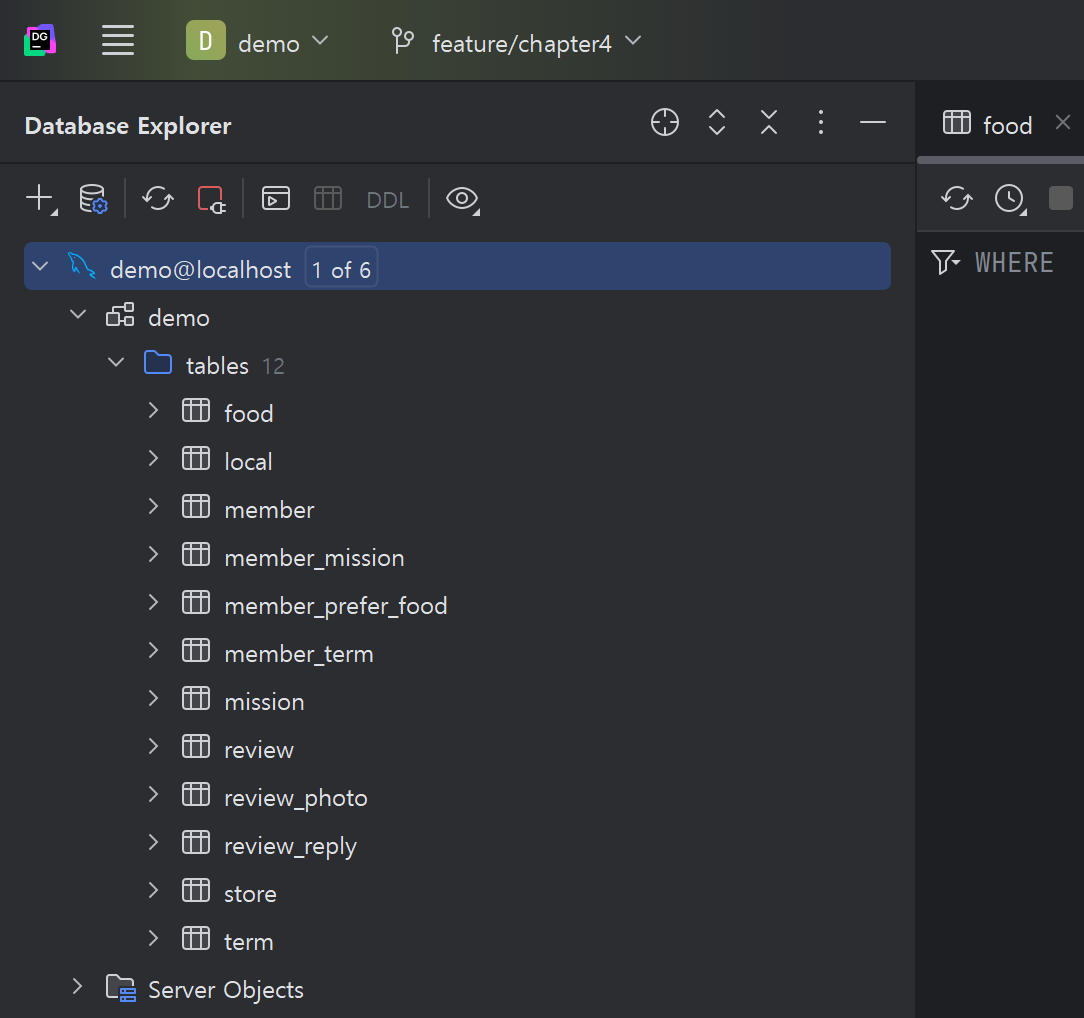 DG
D demo feature/chapter4
Database Explorer
food
DDL
WHERE
demo@localhost 1 of 6
demo
tables 12
food
local
member
member_mission
member_prefer_food
member_term
mission
review
review_photo
review_reply
store
term
Server Objects